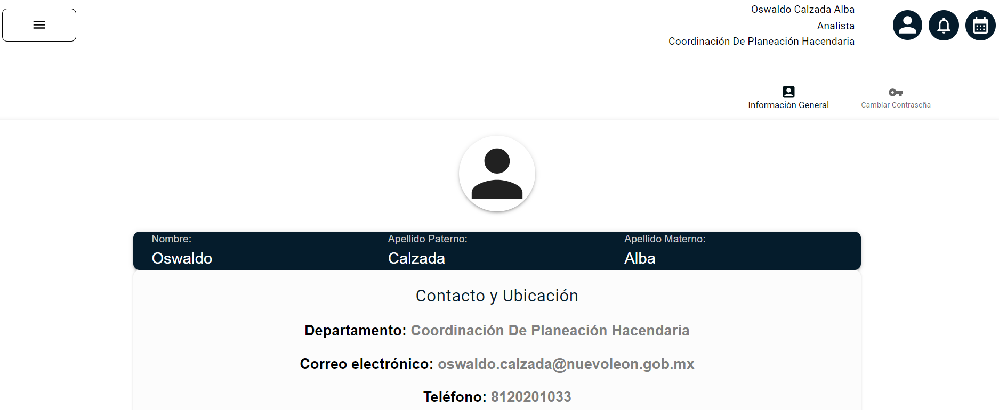 Oswaldo Calzada Alba
Analista
Coordinación De Planeación Hacendaria
Información General
Cambiar Contraseña
Nombre:
Oswaldo
Apellido Paterno:
Calzada
Apellido Materno:
Alba
Contacto y Ubicación
Departamento: Coordinación De Planeación Hacendaria
Correo electrónico: oswaldo.calzada@nuevoleon.gob.mx
Teléfono: 8120201033